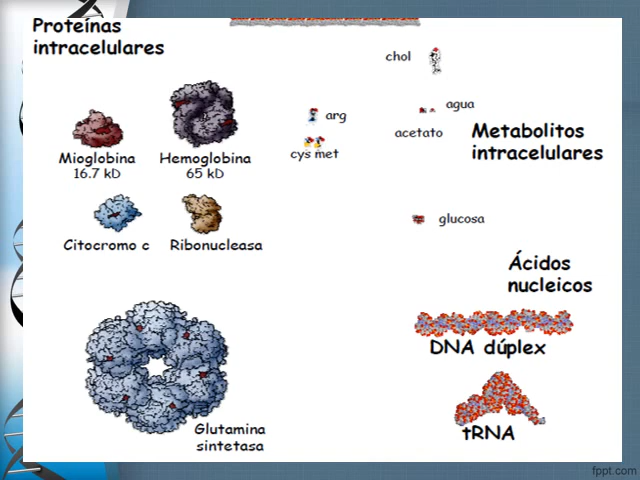 Proteínas
intracelulares
chol
arg
agua
acetato
cys met
Metabolitos
intracelulares
Mioglobina
16.7 kD
Hemoglobina
65 kD
glucosa
Citocromo c
Ribonucleasa
Ácidos
nucleicos
DNA dúplex
Glutamina
sintetasa
tRNA
fppt.com